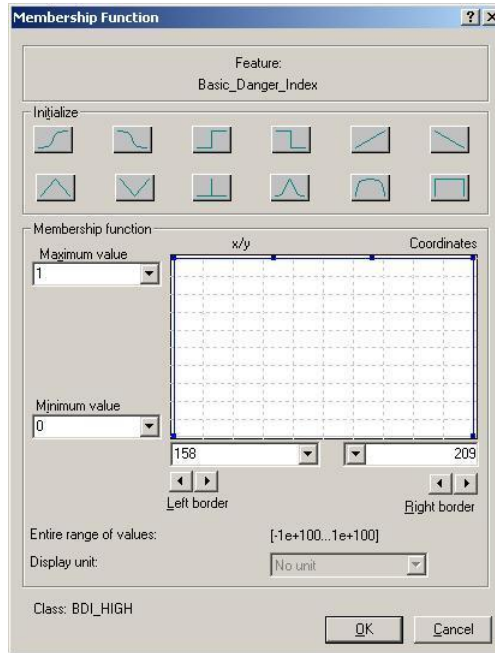 Membership Function
Feature:
Basic_Danger_Index
Initialize
Membership function
x/y Coordinates
Maximum value
1
Minimum value
0
158 209
Left border Right border
Entire range of values: [-1e+100...1e+100]
Display unit: No unit
Class: BDI_HIGH
OK Cancel